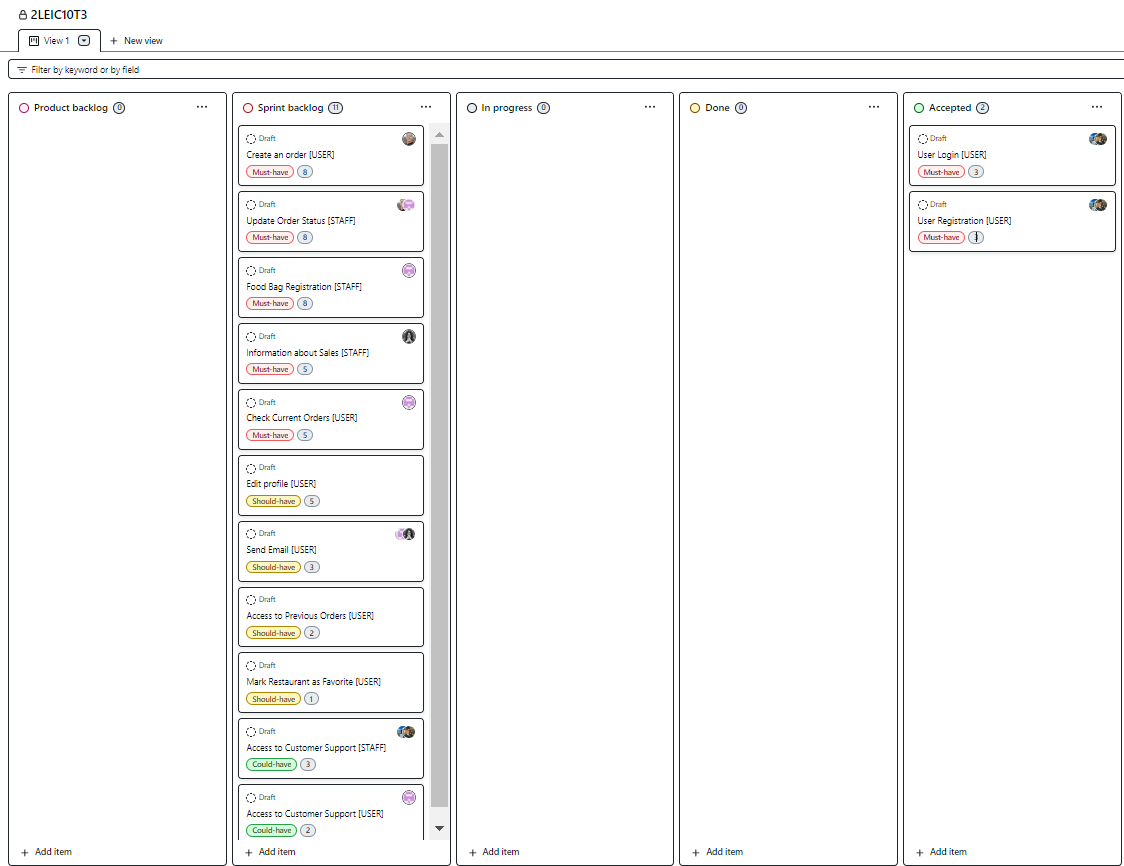 2LEIC10T3
View 1
New view
Filter by keyword or by field
Product backlog 0
Add item
Sprint backlog 11
Draft
Create an order [USER]
Must-have 8
Draft
Update Order Status [STAFF]
Must-have 8
Draft
Food Bag Registration [STAFF]
Must-have 8
Draft
Information about Sales [STAFF]
Must-have 5
Draft
Check Current Orders [USER]
Must-have 5
Draft
Edit profile [USER]
Should-have 5
Draft
Send Email [USER]
Should-have 3
Draft
Access to Previous Orders [USER]
Should-have 2
Draft
Mark Restaurant as Favorite [USER]
Should-have 1
Draft
Access to Customer Support [STAFF]
Could-have 3
Draft
Access to Customer Support [USER]
Could-have 2
Add item
In progress 0
Add item
Done 0
Add item
Accepted 2
Draft
User Login [USER]
Must-have 3
Draft
User Registration [USER]
Must-have
Add item